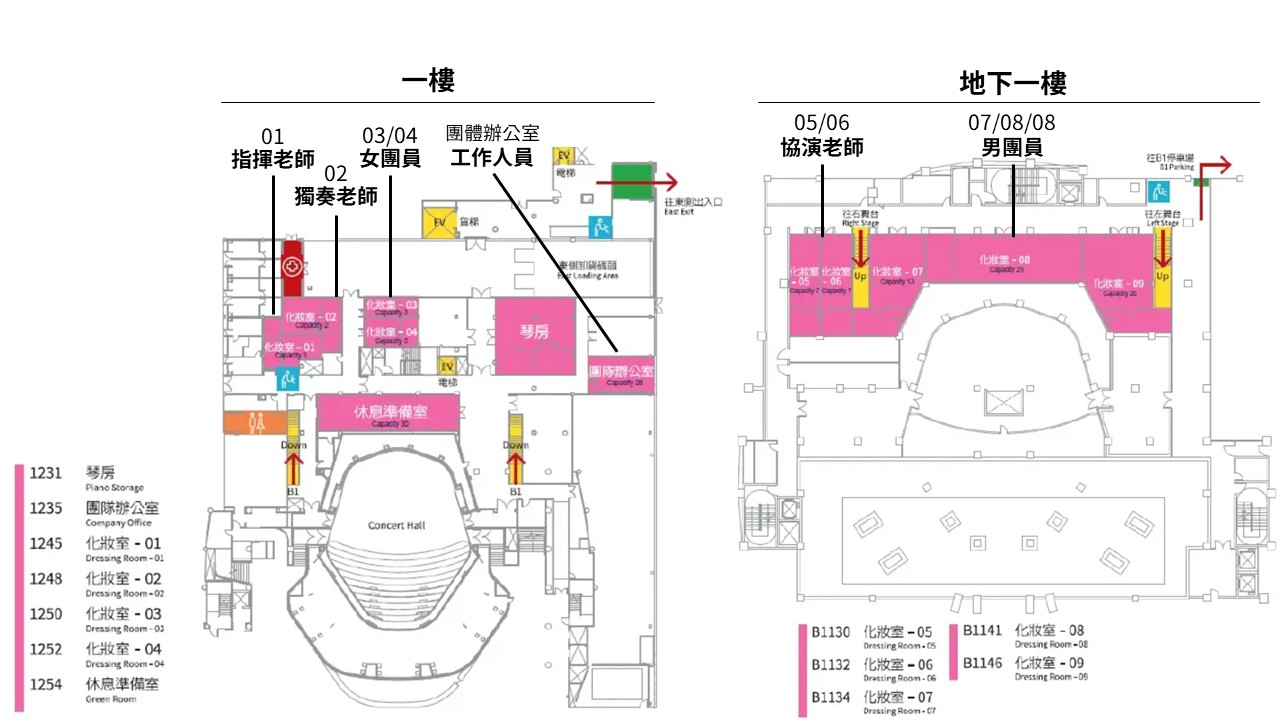 一樓
01
指揮老師
02
獨奏老師
03/04
女團員
團體辦公室
工作人員
EV
電梯
EV
貨梯
往東側出入口
East Exit
東側卸貨碼頭
East Loading Area
化妝室 - 02
Capacity 2
化妝室 - 01
化妝室 - 03
化妝室 - 04
琴房
EV
電梯
團隊辦公室
Capacity 20
休息準備室
Capacity 30
Down
B1
Down
B1
Concert Hall
1231 琴房
Piano Storage
1235 團隊辦公室
Company Office
1245 化妝室 - 01
Dressing Room - 01
1248 化妝室 - 02
Dressing Room - 02
1250 化妝室 - 03
Dressing Room - 03
1252 化妝室 - 04
Dressing Room - 04
1254 休息準備室
Green Room
地下一樓
05/06
協演老師
07/08/08
男團員
往B1停車場
B1 Parking
往右舞台
Right Stage
往左舞台
Left Stage
化妝室 - 05
Capacity 7
化妝室 - 06
Up
化妝室 - 07
Capacity 13
化妝室 - 08
Capacity 29
化妝室 - 09
Up
B1130 化妝室 - 05
Dressing Room - 05
B1132 化妝室 - 06
Dressing Room - 06
B1134 化妝室 - 07
Dressing Room - 07
B1141 化妝室 - 08
Dressing Room - 08
B1146 化妝室 - 09
Dressing Room - 09